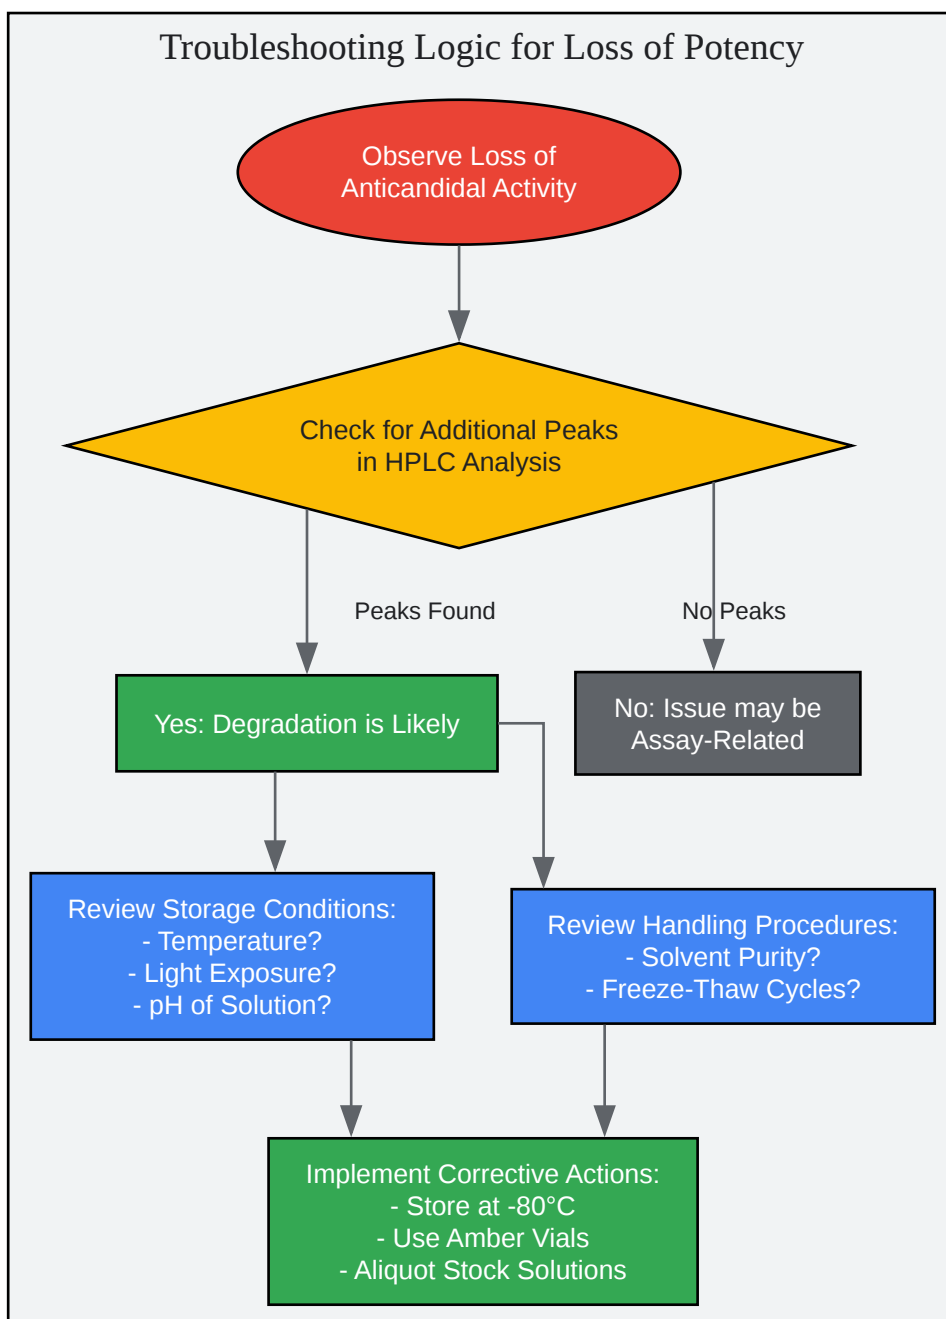 Troubleshooting Logic for Loss of Potency
Observe Loss of
Anticandidal Activity
Check for Additional Peaks
in HPLC Analysis
Peaks Found
No Peaks
Yes: Degradation is Likely
No: Issue may be
Assay-Related
Review Storage Conditions:
- Temperature?
- Light Exposure?
- pH of Solution?
Review Handling Procedures:
- Solvent Purity?
- Freeze-Thaw Cycles?
Implement Corrective Actions:
- Store at -80°C
- Use Amber Vials
- Aliquot Stock Solutions